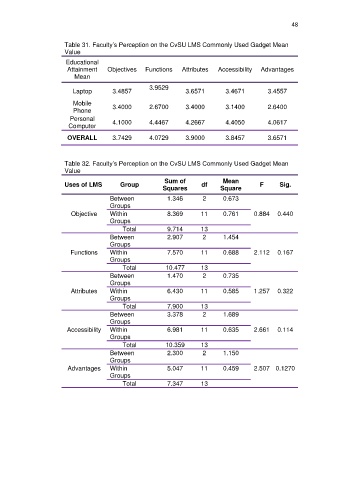 48
Table 31. Faculty's Perception on the CvSU LMS Commonly Used Gadget Mean
Value
Educational
Attainment Objectives Functions Attributes Accessibility Advantages
Mean
Laptop 3.4857 3.9529 3.6571 3.4671 3.4557
Mobile
Phone 3.4000 2.6700 3.4000 3.1400 2.6400
Personal
Computer 4.1000 4.4467 4.2667 4.4050 4.0617
OVERALL 3.7429 4.0729 3.9000 3.8457 3.6571
Table 32. Faculty's Perception on the CvSU LMS Commonly Used Gadget Mean
Value
Uses of LMS Group Sum of Squares df Mean Square F Sig.
Between Groups 1.346 2 0.673
Objective Within Groups 8.369 11 0.761 0.884 0.440
Total 9.714 13
Between Groups 2.907 2 1.454
Functions Within Groups 7.570 11 0.688 2.112 0.167
Total 10.477 13
Between Groups 1.470 2 0.735
Attributes Within Groups 6.430 11 0.585 1.257 0.322
Total 7.900 13
Between Groups 3.378 2 1.689
Accessibility Within Groups 6.981 11 0.635 2.661 0.114
Total 10.359 13
Between Groups 2.300 2 1.150
Advantages Within Groups 5.047 11 0.459 2.507 0.1270
Total 7.347 13